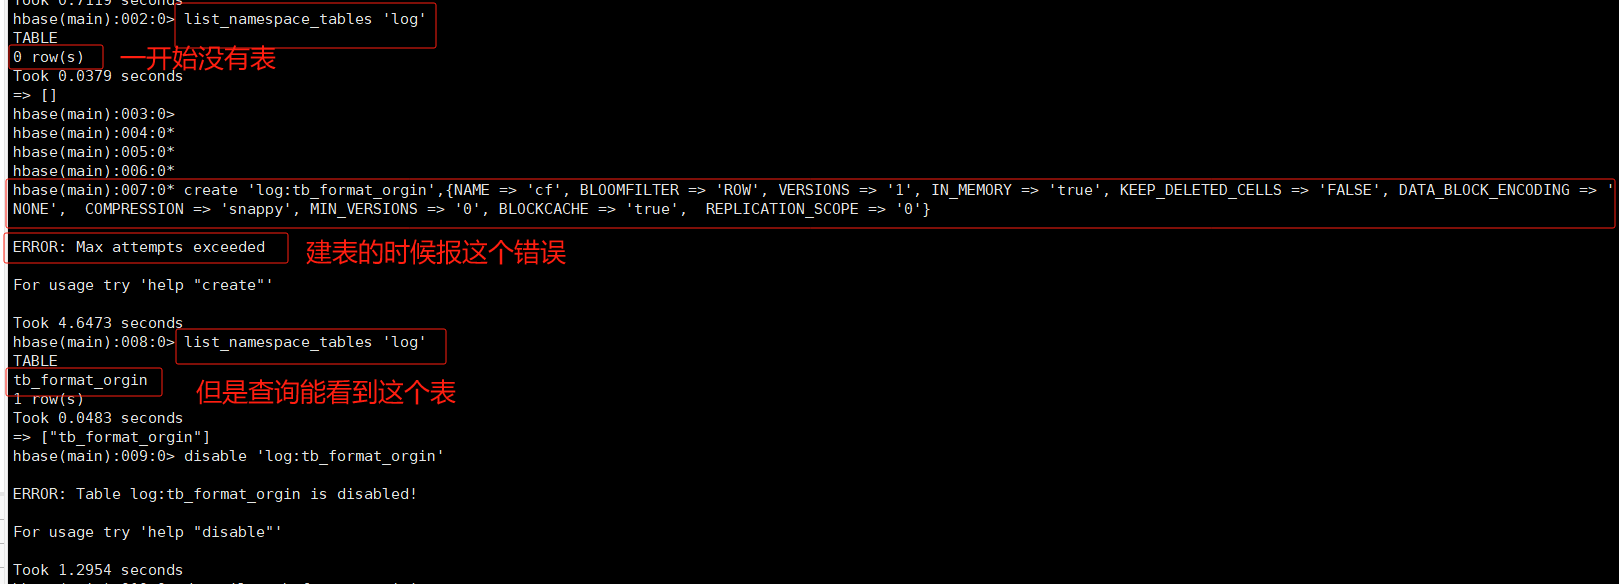 Took 0.7119 seconds
hbase(main):002:0> list_namespace_tables 'log'
TABLE
0 row(s) 一开始没有表
Took 0.0379 seconds
=> []
hbase(main):003:0>
hbase(main):004:0*
hbase(main):005:0*
hbase(main):006:0*
hbase(main):007:0* create 'log:tb_format_orgin',{NAME => 'cf', BLOOMFILTER => 'ROW', VERSIONS => '1', IN_MEMORY => 'true', KEEP_DELETED_CELLS => 'FALSE', DATA_BLOCK_ENCODING => '
NONE',  COMPRESSION => 'snappy', MIN_VERSIONS => '0', BLOCKCACHE => 'true',  REPLICATION_SCOPE => '0'}
ERROR: Max attempts exceeded 建表的时候报这个错误
For usage try 'help "create"'
Took 4.6473 seconds
hbase(main):008:0> list_namespace_tables 'log'
TABLE
tb_format_orgin 但是查询能看到这个表
1 row(s)
Took 0.0483 seconds
=> ["tb_format_orgin"]
hbase(main):009:0> disable 'log:tb_format_orgin'
ERROR: Table log:tb_format_orgin is disabled!
For usage try 'help "disable"'
Took 1.2954 seconds